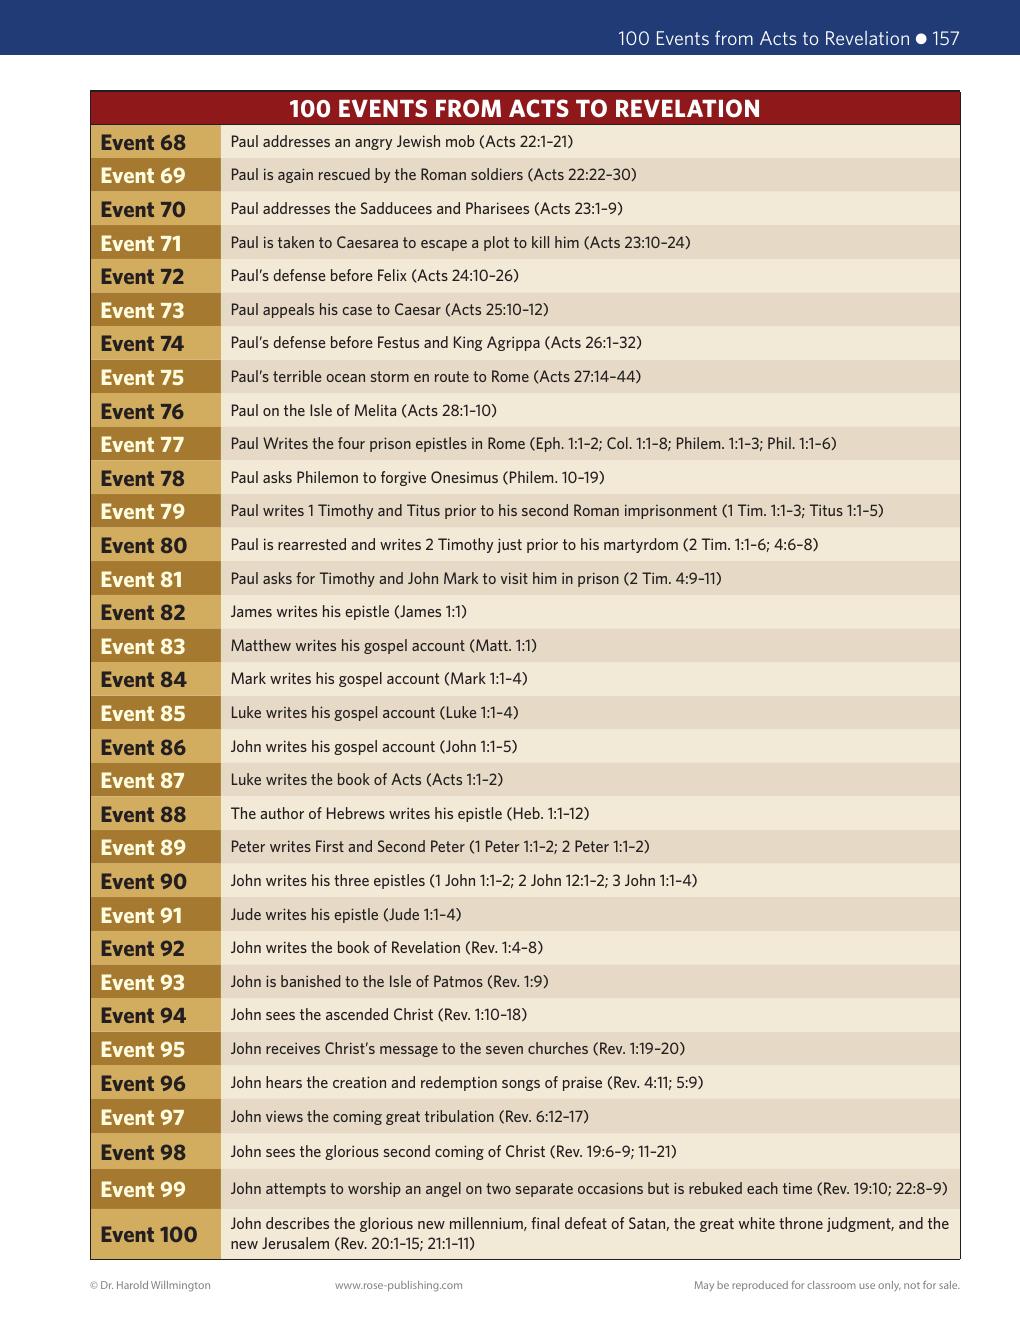 100 Events from Acts to Revelation ● 157
100 EVENTS FROM ACTS TO REVELATION
Event 68 Paul addresses an angry Jewish mob (Acts 22:1–21)
Event 69 Paul is again rescued by the Roman soldiers (Acts 22:22–30)
Event 70 Paul addresses the Sadducees and Pharisees (Acts 23:1–9)
Event 71 Paul is taken to Caesarea to escape a plot to kill him (Acts 23:10–24)
Event 72 Paul's defense before Felix (Acts 24:10–26)
Event 73 Paul appeals his case to Caesar (Acts 25:10–12)
Event 74 Paul's defense before Festus and King Agrippa (Acts 26:1–32)
Event 75 Paul's terrible ocean storm en route to Rome (Acts 27:14–44)
Event 76 Paul on the Isle of Melita (Acts 28:1–10)
Event 77 Paul Writes the four prison epistles in Rome (Eph. 1:1–2; Col. 1:1–8; Philem. 1:1–3; Phil. 1:1–6)
Event 78 Paul asks Philemon to forgive Onesimus (Philem. 10–19)
Event 79 Paul writes 1 Timothy and Titus prior to his second Roman imprisonment (1 Tim. 1:1–3; Titus 1:1–5)
Event 80 Paul is rearrested and writes 2 Timothy just prior to his martyrdom (2 Tim. 1:1–6; 4:6–8)
Event 81 Paul asks for Timothy and John Mark to visit him in prison (2 Tim. 4:9–11)
Event 82 James writes his epistle (James 1:1)
Event 83 Matthew writes his gospel account (Matt. 1:1)
Event 84 Mark writes his gospel account (Mark 1:1–4)
Event 85 Luke writes his gospel account (Luke 1:1–4)
Event 86 John writes his gospel account (John 1:1–5)
Event 87 Luke writes the book of Acts (Acts 1:1–2)
Event 88 The author of Hebrews writes his epistle (Heb. 1:1–12)
Event 89 Peter writes First and Second Peter (1 Peter 1:1–2; 2 Peter 1:1–2)
Event 90 John writes his three epistles (1 John 1:1–2; 2 John 12:1–2; 3 John 1:1–4)
Event 91 Jude writes his epistle (Jude 1:1–4)
Event 92 John writes the book of Revelation (Rev. 1:4–8)
Event 93 John is banished to the Isle of Patmos (Rev. 1:9)
Event 94 John sees the ascended Christ (Rev. 1:10–18)
Event 95 John receives Christ's message to the seven churches (Rev. 1:19–20)
Event 96 John hears the creation and redemption songs of praise (Rev. 4:11; 5:9)
Event 97 John views the coming great tribulation (Rev. 6:12–17)
Event 98 John sees the glorious second coming of Christ (Rev. 19:6–9; 11–21)
Event 99 John attempts to worship an angel on two separate occasions but is rebuked each time (Rev. 19:10; 22:8–9)
Event 100 John describes the glorious new millennium, final defeat of Satan, the great white throne judgment, and the
new Jerusalem (Rev. 20:1–15; 21:1–11)
© Dr. Harold Willmington www.rose-publishing.com May be reproduced for classroom use only, not for sale.